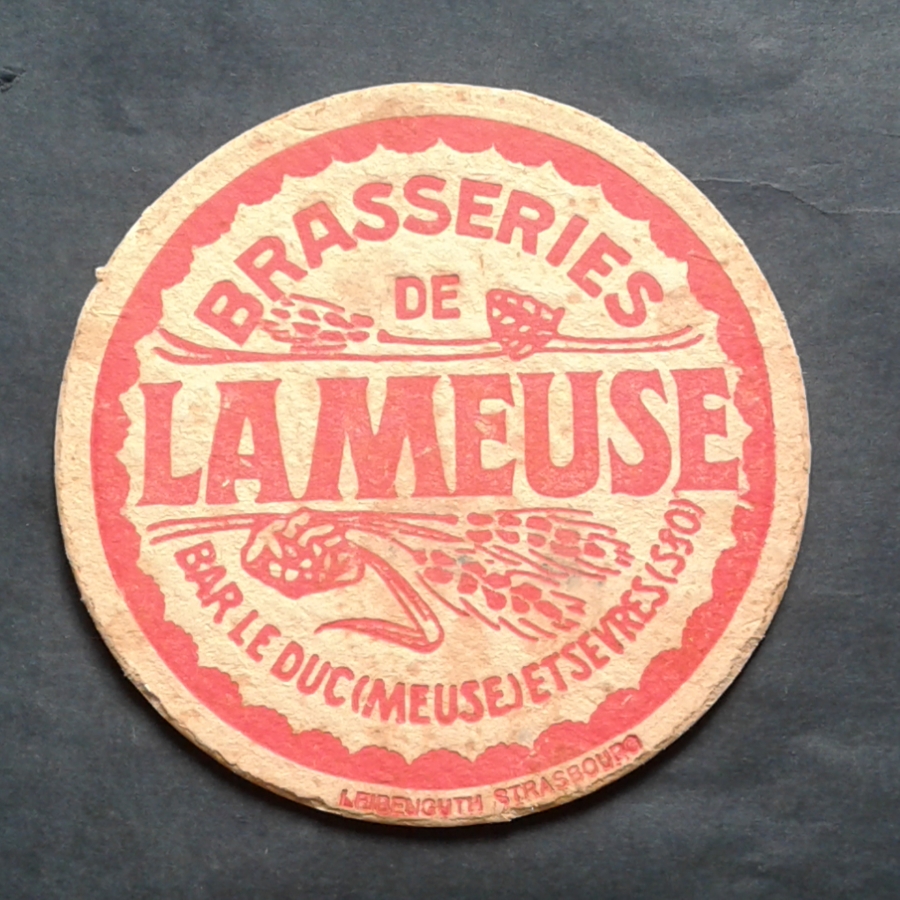 BRASSERIES
DE
LA MEUSE
BAR LE DUC (MEUSE) ET SEVRES (S&O)
LEIBENGUTH STRASBOURG